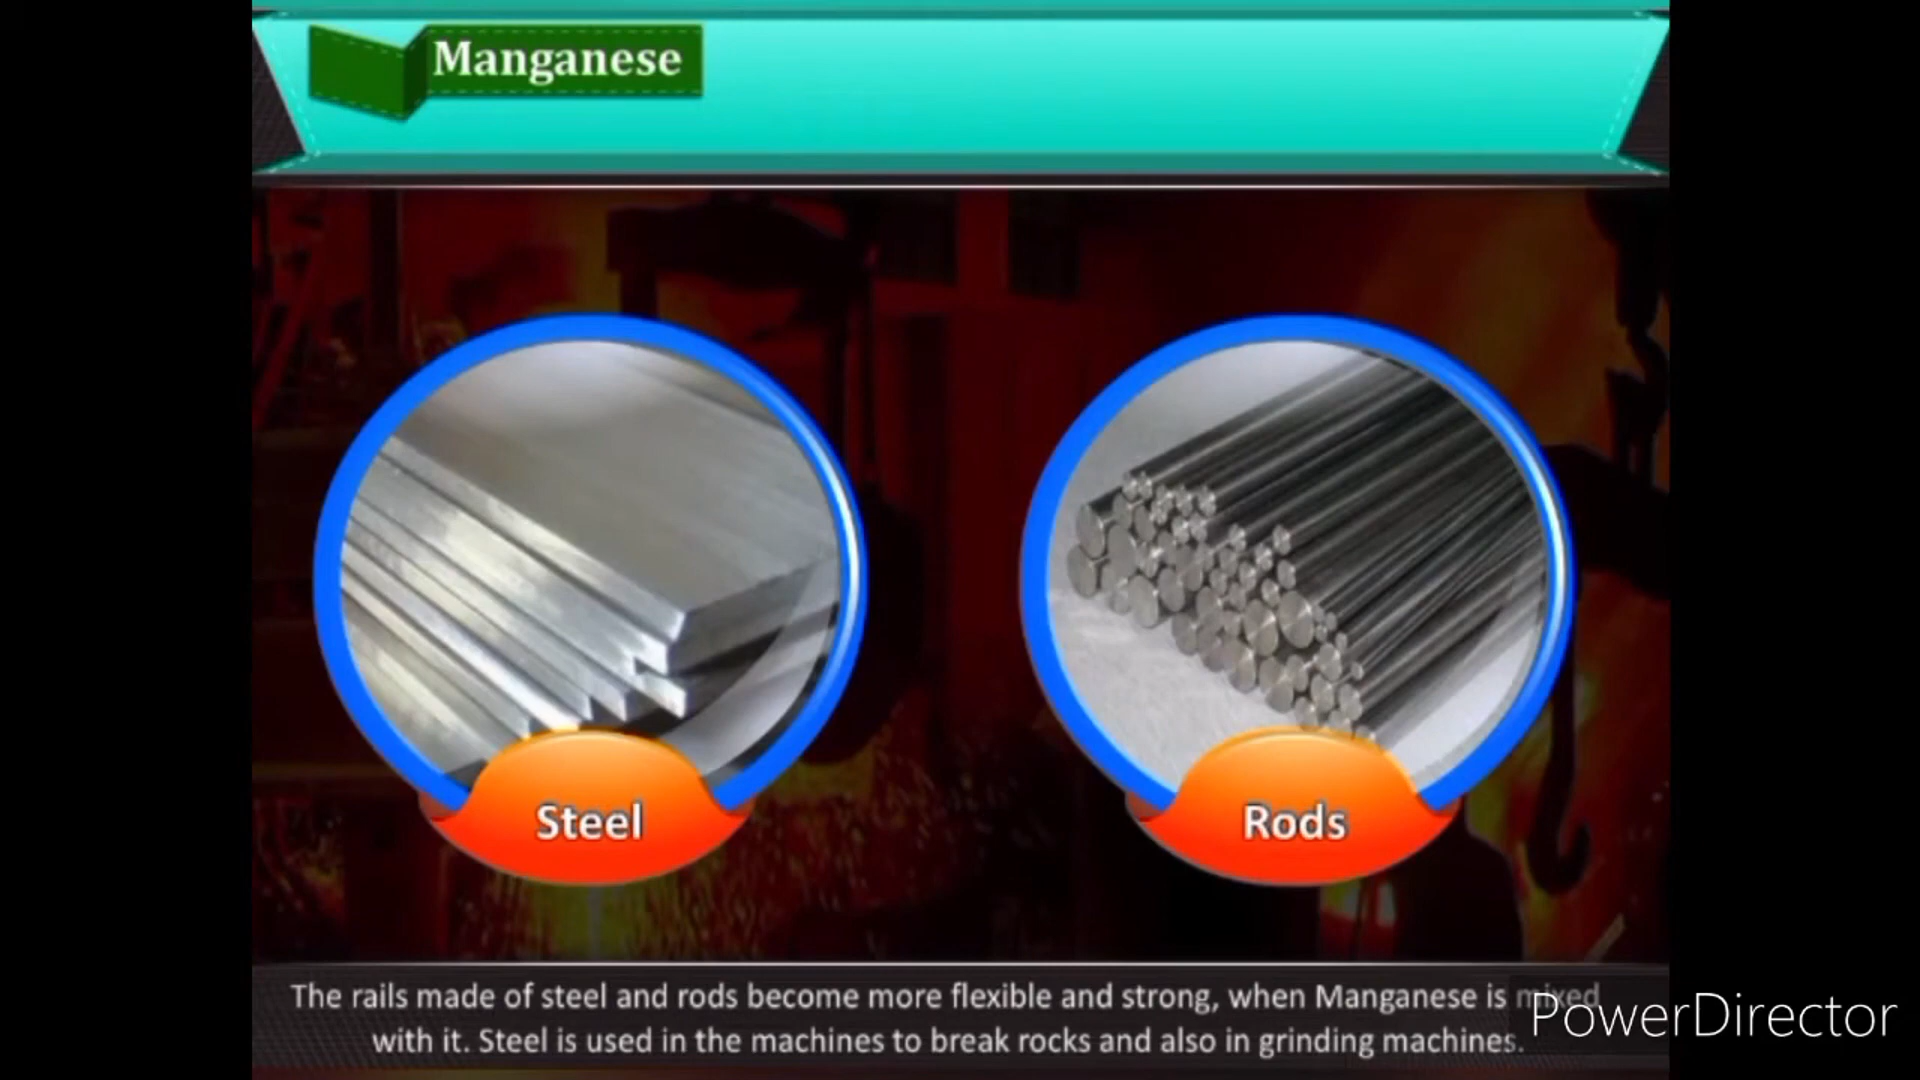 Manganese
Steel
Rods
The rails made of steel and rods become more flexible and strong, when Manganese is mixed
with it. Steel is used in the machines to break rocks and also in grinding machines.
PowerDirector